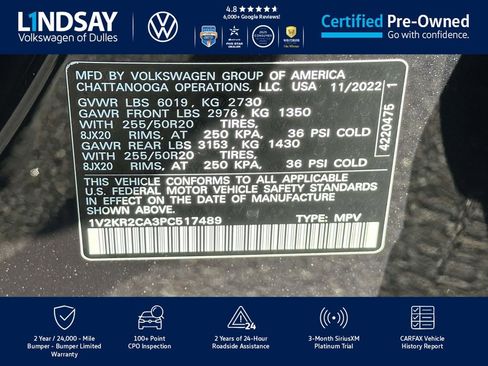 LINDSAY
Volkswagen of Dulles
4.8 ★★★★★
6,000+ Google Reviews!
Certified Pre-Owned
Go with confidence.
MFD BY VOLKSWAGEN GROUP OF AMERICA
CHATTANOOGA OPERATIONS, LLC. USA 11/2022
GVWR LBS 6019, KG 2730
GAWR FRONT LBS 2976, KG 1350
WITH 255/50R20 TIRES,
8JX20 RIMS, AT 250 KPA, 36 PSI COLD
GAWR REAR LBS 3153, KG 1430
WITH 255/50R20 TIRES,
8JX20 RIMS, AT 250 KPA, 36 PSI COLD
THIS VEHICLE CONFORMS TO ALL APPLICABLE
U.S. FEDERAL MOTOR VEHICLE SAFETY STANDARDS
IN EFFECT ON THE DATE OF MANUFACTURE
SHOWN ABOVE.
1V2KR2CA3PC517489 TYPE: MPV
4220475 1
2 Year / 24,000 - Mile
Bumper - Bumper Limited
Warranty
100+ Point
CPO Inspection
24
2 Years of 24-Hour
Roadside Assistance
3-Month SiriusXM
Platinum Trial
CARFAX Vehicle
History Report